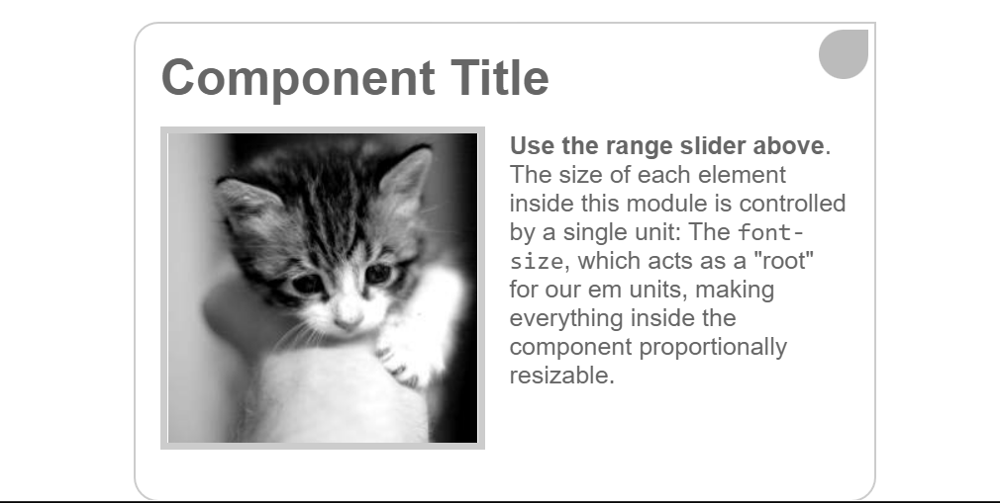 Component Title
Use the range slider above.
The size of each element
inside this module is controlled
by a single unit: The font-
size, which acts as a "root"
for our em units, making
everything inside the
component proportionally
resizable.